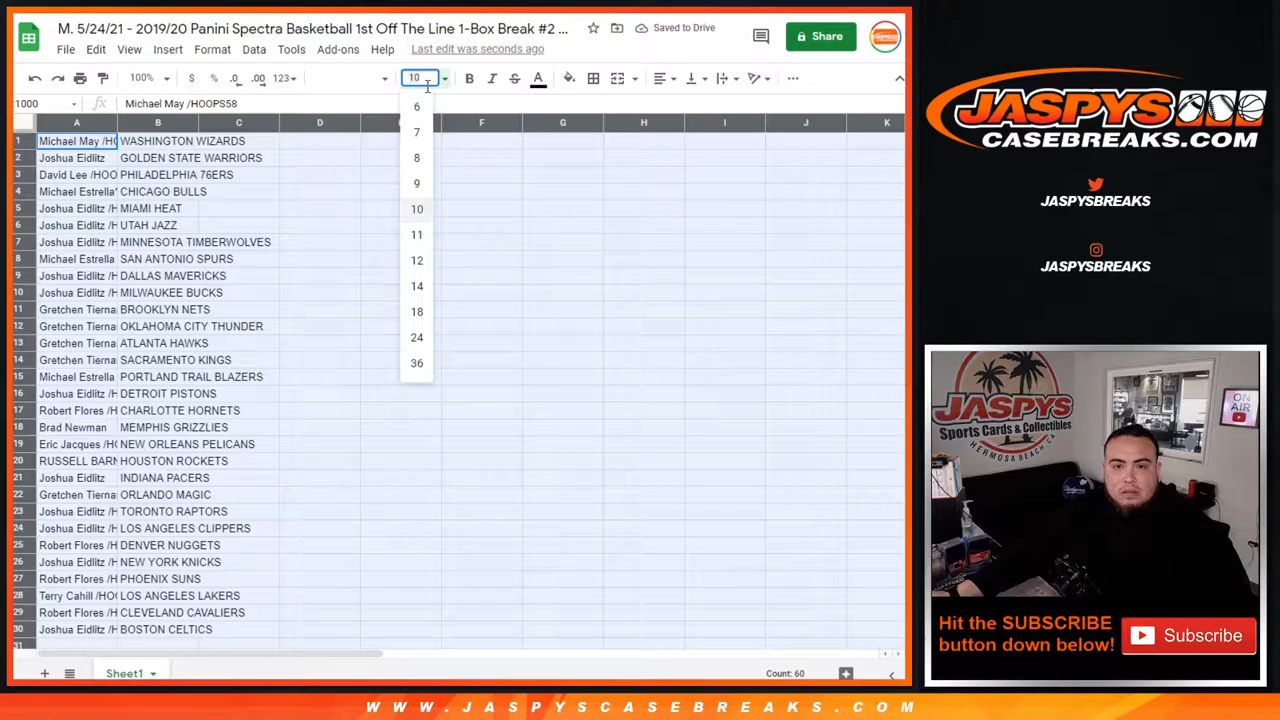 M. 5/24/21 - 2019/20 Panini Spectra Basketball 1st Off The Line 1-Box Break #2 ...
Saved to Drive
Share
File Edit View Insert Format Data Tools Add-ons Help Last edit was seconds ago
100% $ % .0 .00 123 10
:1000 fx Michael May /HOOPS58
A B C D F G H I J K
1 Michael May /HO WASHINGTON WIZARDS
2 Joshua Eidlitz GOLDEN STATE WARRIORS
3 David Lee /HOO PHILADELPHIA 76ERS
4 Michael Estrella' CHICAGO BULLS
5 Joshua Eidlitz /H MIAMI HEAT
6 Joshua Eidlitz /H UTAH JAZZ
7 Joshua Eidlitz /H MINNESOTA TIMBERWOLVES
8 Michael Estrella SAN ANTONIO SPURS
9 Joshua Eidlitz /H DALLAS MAVERICKS
10 Joshua Eidlitz /H MILWAUKEE BUCKS
11 Gretchen Tierna BROOKLYN NETS
12 Gretchen Tierna OKLAHOMA CITY THUNDER
13 Gretchen Tierna ATLANTA HAWKS
14 Gretchen Tierna SACRAMENTO KINGS
15 Michael Estrella PORTLAND TRAIL BLAZERS
16 Joshua Eidlitz /H DETROIT PISTONS
17 Robert Flores /H CHARLOTTE HORNETS
18 Brad Newman MEMPHIS GRIZZLIES
19 Eric Jacques /HO NEW ORLEANS PELICANS
20 RUSSELL BARN HOUSTON ROCKETS
21 Joshua Eidlitz INDIANA PACERS
22 Gretchen Tierna ORLANDO MAGIC
23 Joshua Eidlitz /H TORONTO RAPTORS
24 Joshua Eidlitz /H LOS ANGELES CLIPPERS
25 Robert Flores /H DENVER NUGGETS
26 Joshua Eidlitz /H NEW YORK KNICKS
27 Robert Flores /H PHOENIX SUNS
28 Terry Cahill /HOO LOS ANGELES LAKERS
29 Robert Flores /H CLEVELAND CAVALIERS
30 Joshua Eidlitz /H BOSTON CELTICS
31
6
7
8
9
10
11
12
14
18
24
36
Sheet1
Count: 60
JASPYS
CASEBREAKS.COM
JASPYSBREAKS
JASPYSBREAKS
JASPYS
Sports Cards & Collectibles
HERMOSA BEACH CA
ON
AIR
Dodgers
Hit the SUBSCRIBE
button down below!
Subscribe
WWW.JASPYSCASEBREAKS.COM